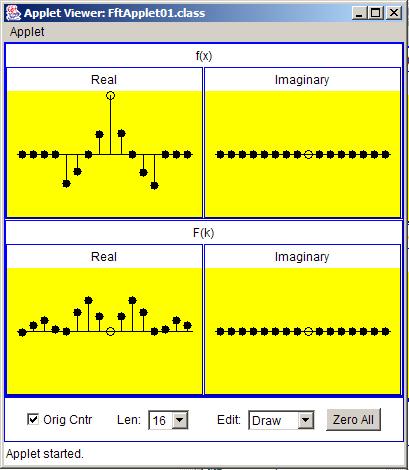 Applet Viewer: FftApplet01.class
Applet
f(x)
Real Imaginary
F(k)
Real Imaginary
Orig Cntr Len: 16 Edit: Draw Zero All
Applet started.